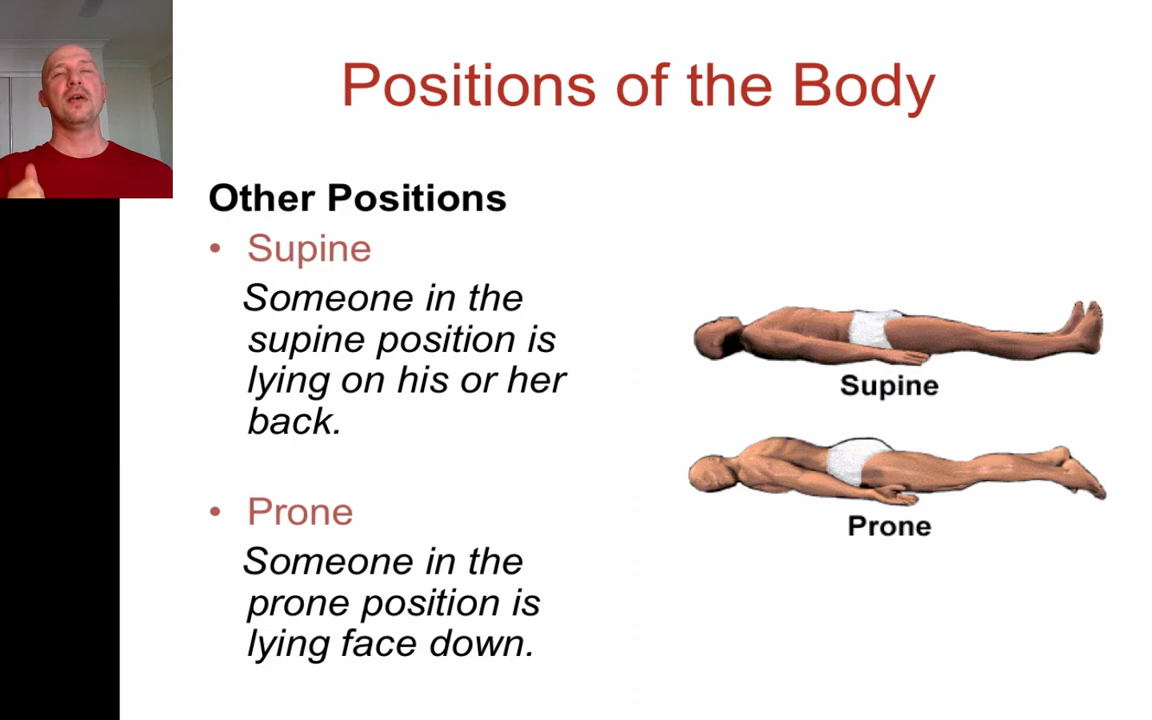 Positions of the Body
Other Positions
• Supine
Someone in the
supine position is
lying on his or her
back.
• Prone
Someone in the
prone position is
lying face down.
Supine
Prone